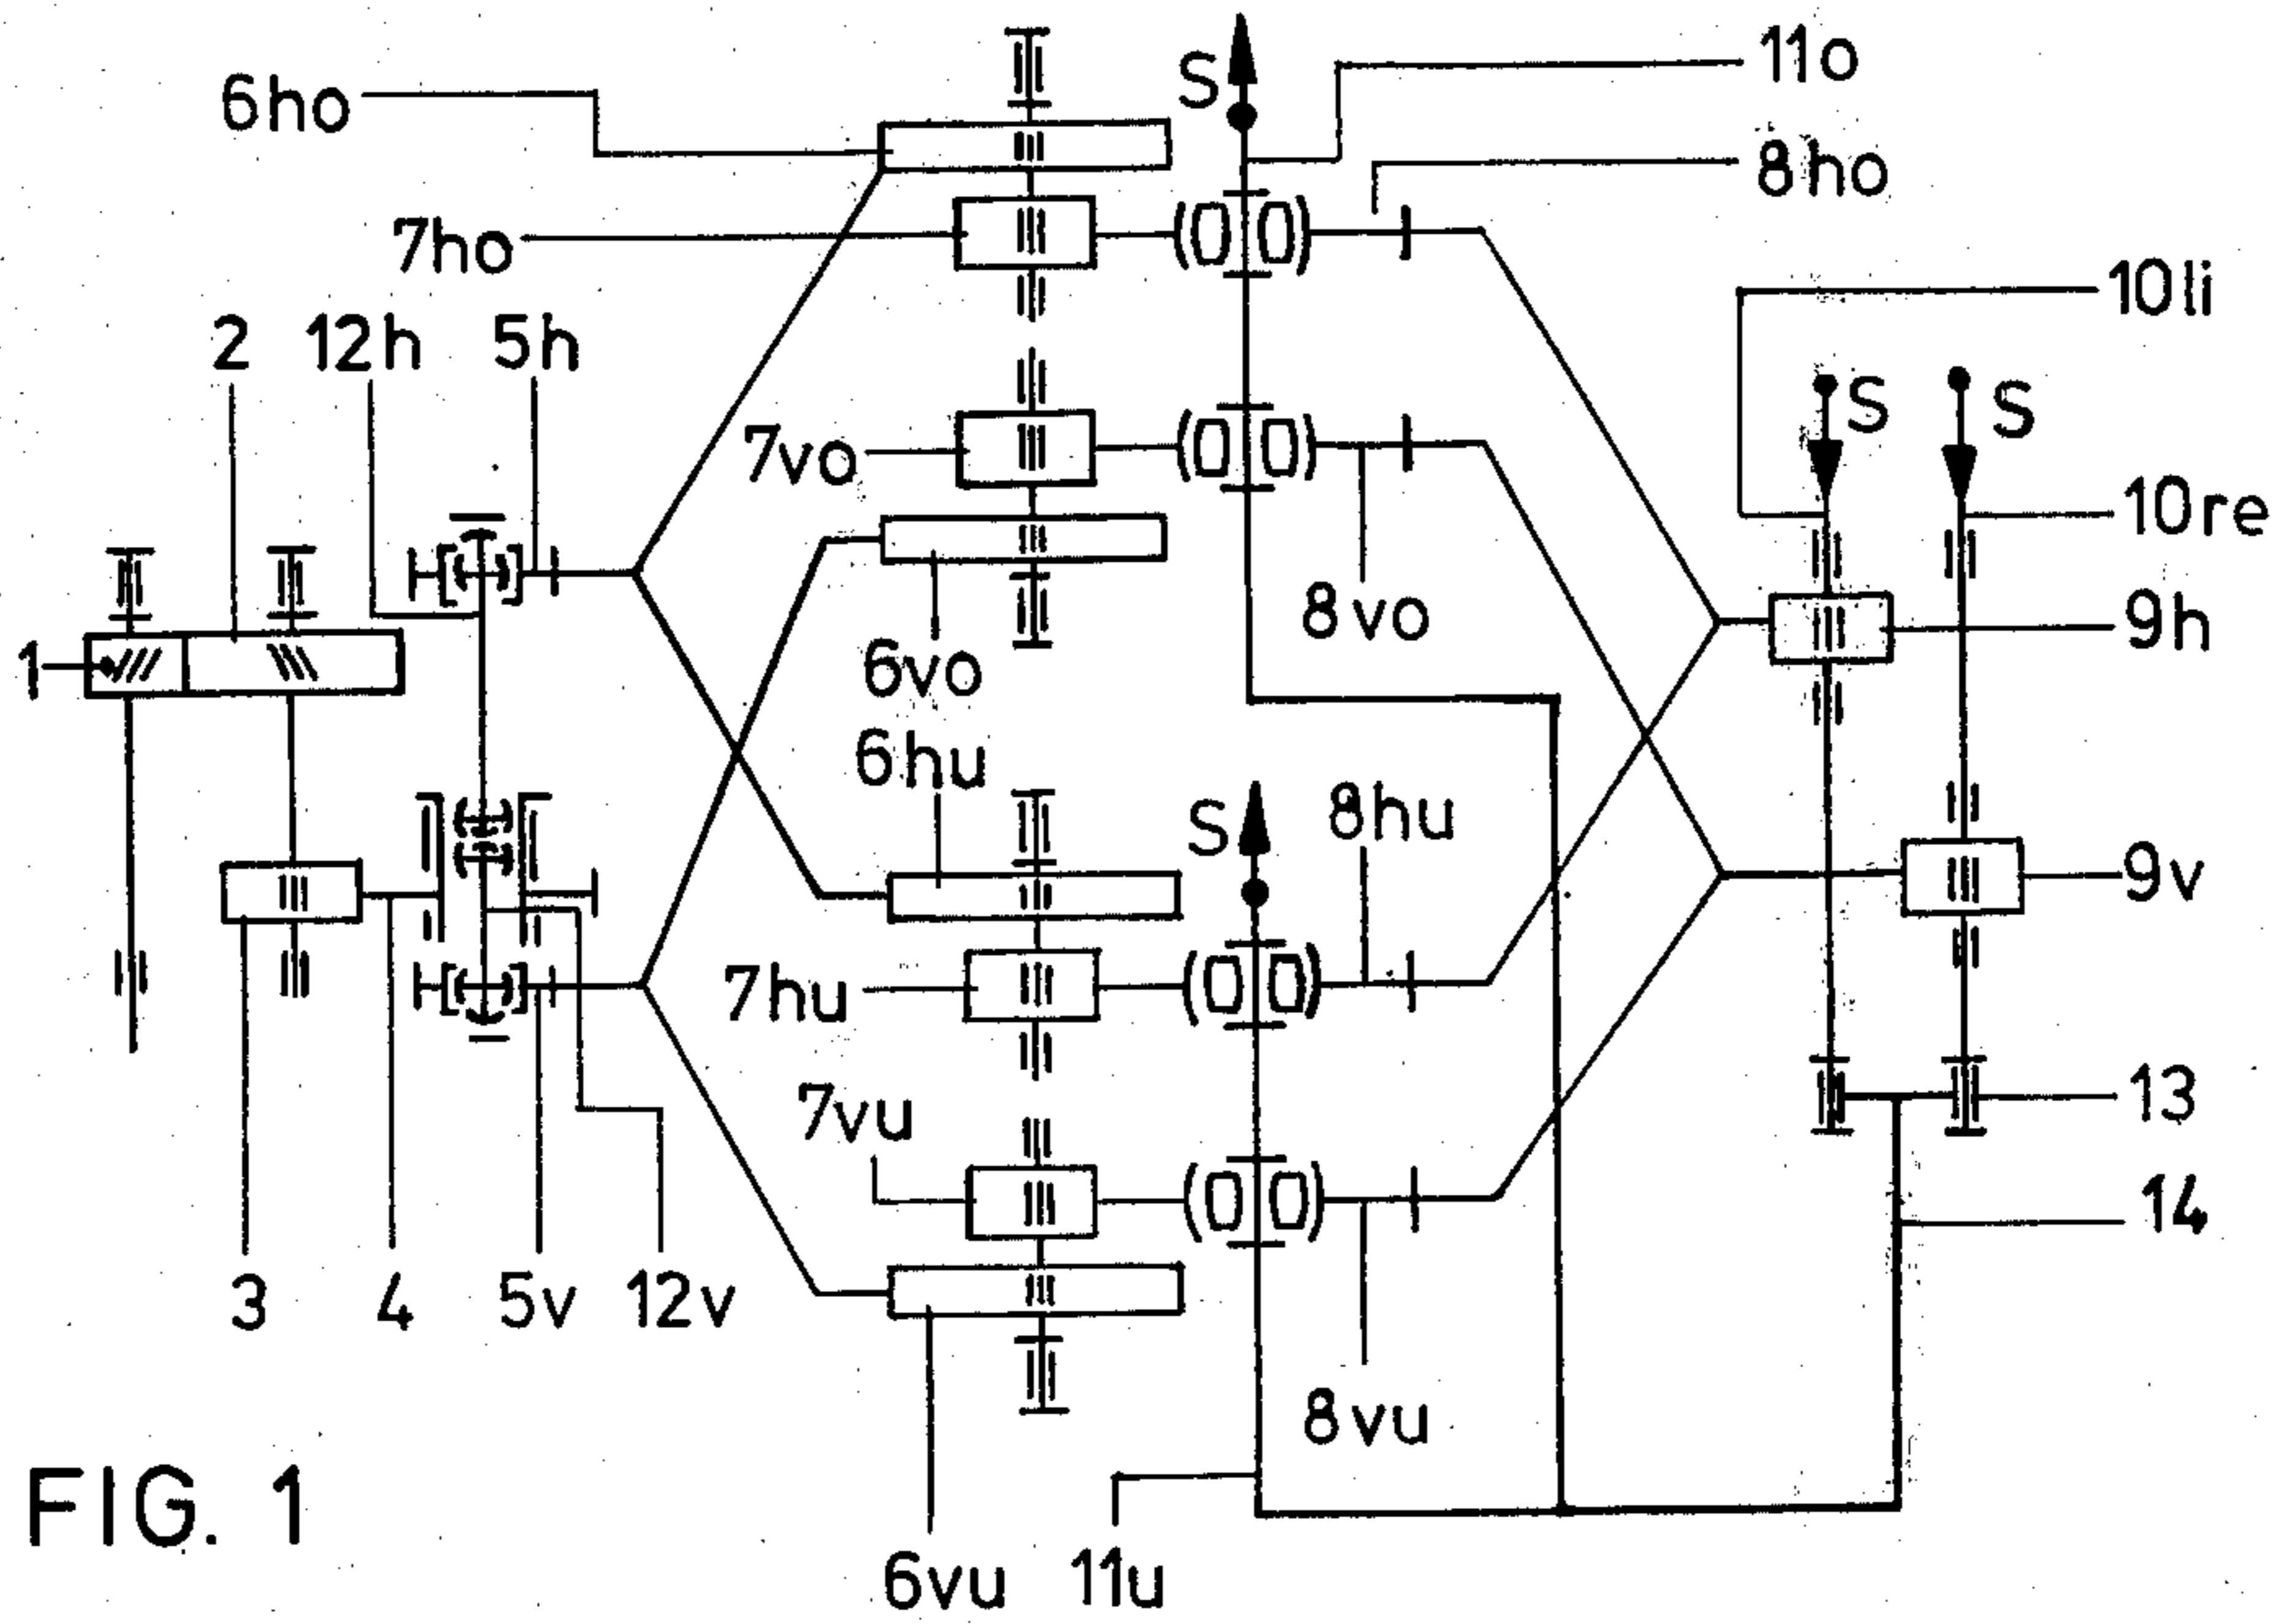 11o
6ho
S
8ho
7ho
10li
2 12h 5h
S S
7vo
10re
8vo
9h
1
6vo
6hu
8hu
S
9v
7hu
7vu
13
14
3 4 5v 12v
8vu
FIG. 1
6vu 11u